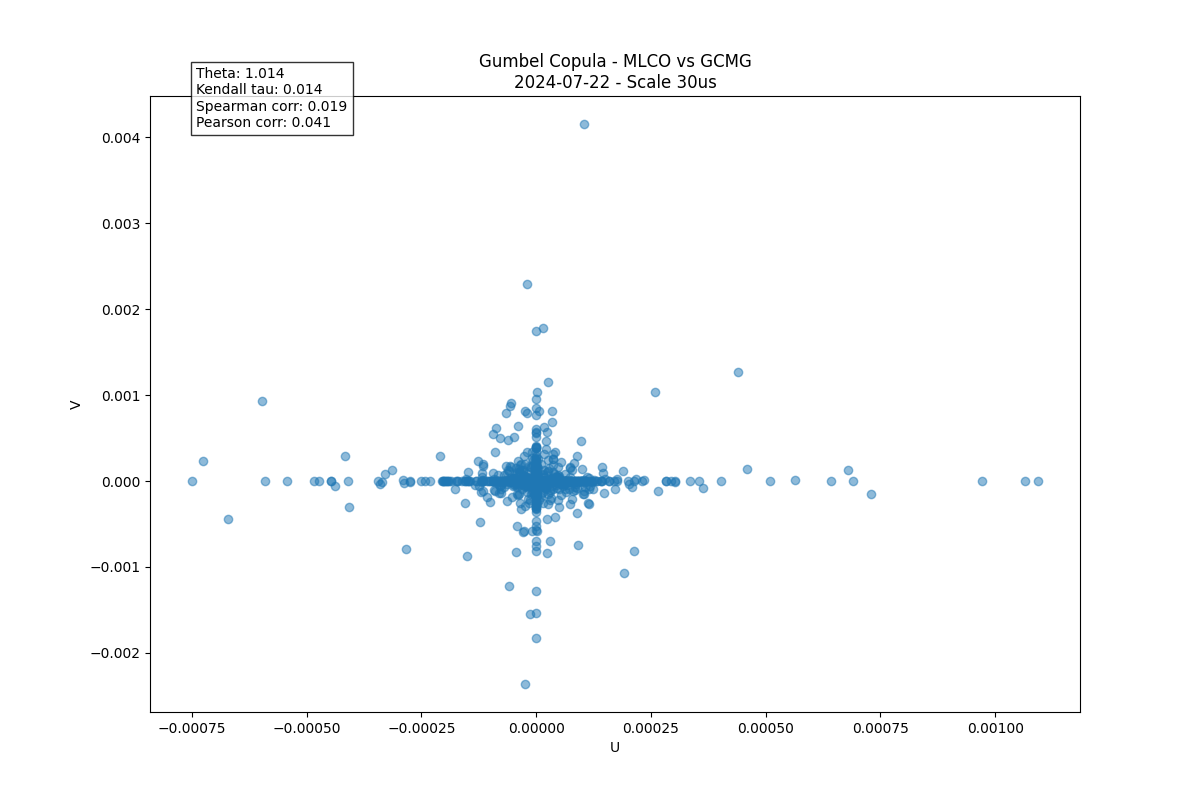 Gumbel Copula - MLCO vs GCMG
2024-07-22 - Scale 30us
Theta: 1.014
Kendall tau: 0.014
Spearman corr: 0.019
Pearson corr: 0.041
0.004
0.003
0.002
0.001
0.000
−0.001
−0.002
V
−0.00075 −0.00050 −0.00025 0.00000 0.00025 0.00050 0.00075 0.00100
U